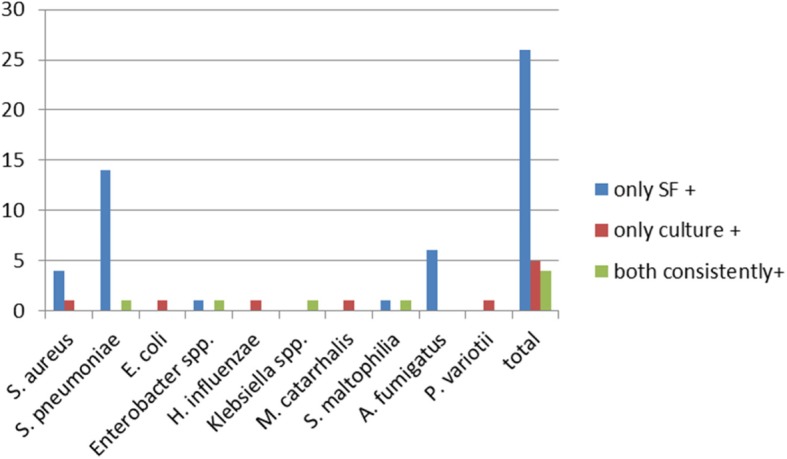 30
25
20
15
10
5
0
S. aureus
S. pneumoniae
E. coli
Enterobacter spp.
H. influenzae
Klebsiella spp.
M. catarrhalis
S. maltophilia
A. fumigatus
P. variotii
total
only SF +
only culture +
both consistently+